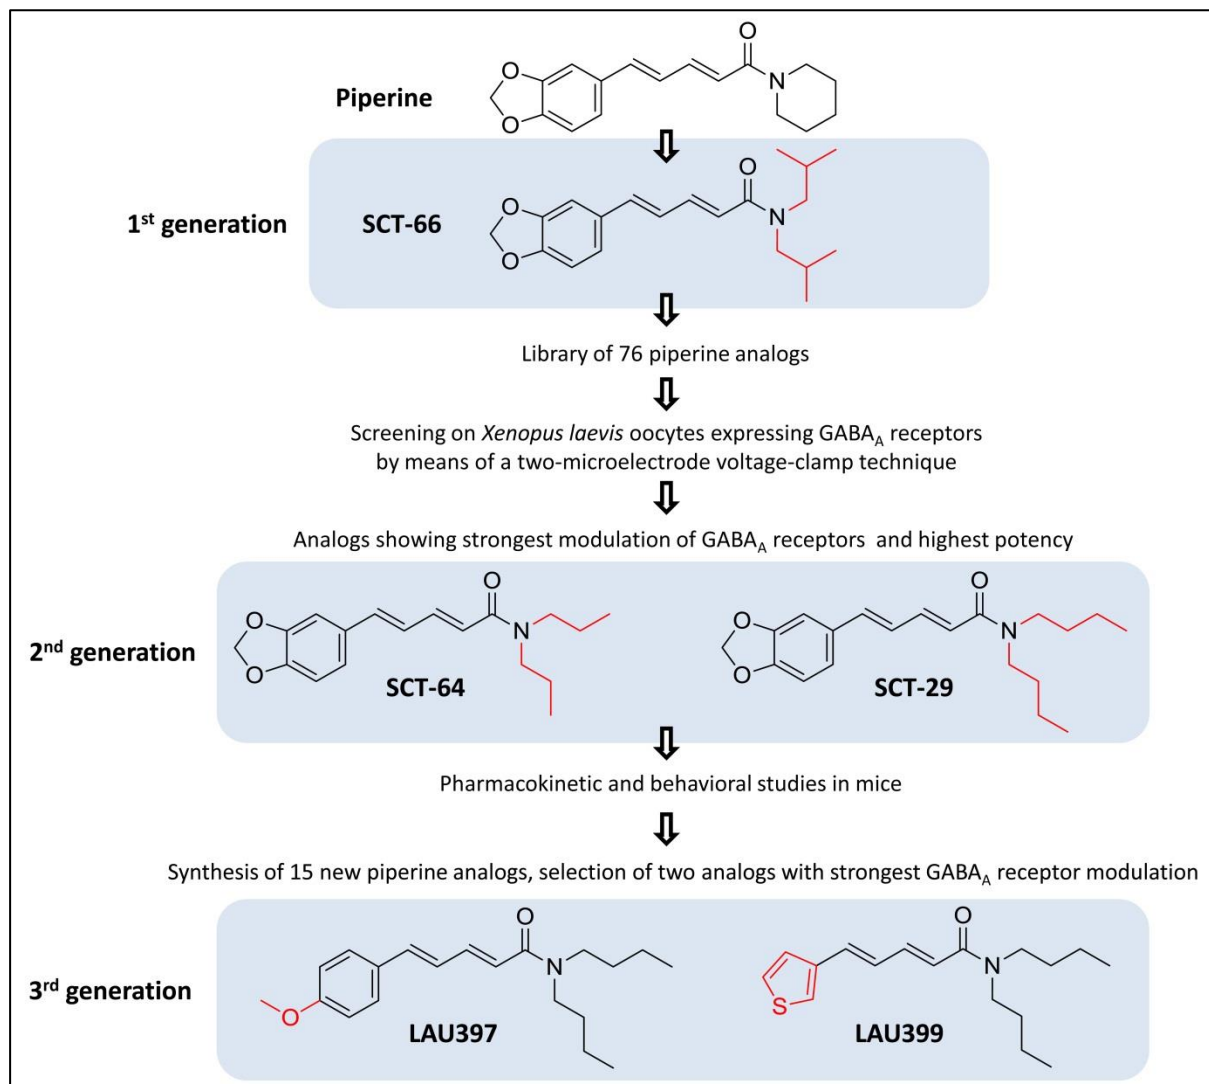 O
O
N
O
Piperine
1st generation
SCT-66
O
O
N
O
Library of 76 piperine analogs
Screening on Xenopus laevis oocytes expressing GABAA receptors
by means of a two-microelectrode voltage-clamp technique
Analogs showing strongest modulation of GABAA receptors and highest potency
2nd generation
O
O
N
O
SCT-64
O
O
N
O
SCT-29
Pharmacokinetic and behavioral studies in mice
Synthesis of 15 new piperine analogs, selection of two analogs with strongest GABAA receptor modulation
3rd generation
O
N
O
LAU397
O
N
S
LAU399